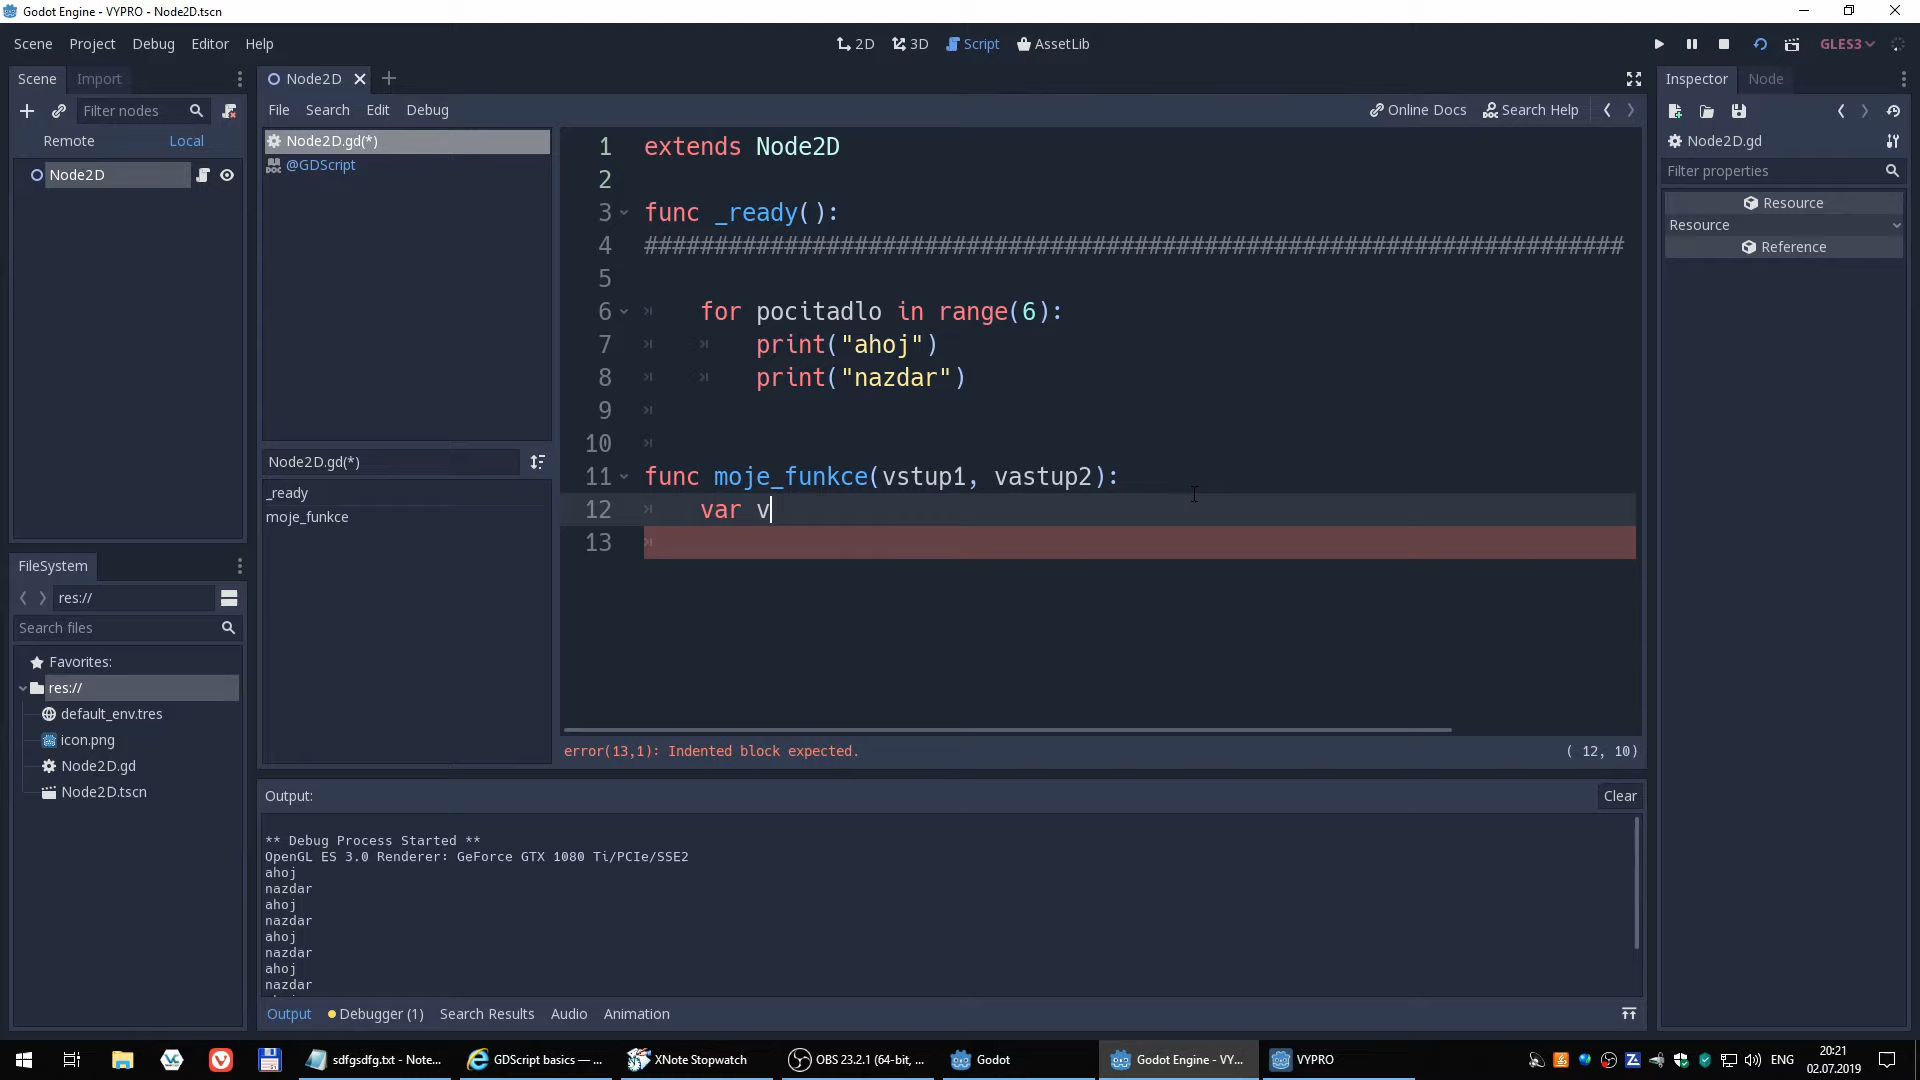 Godot Engine - VYPRO - Node2D.tscn
Scene Project Debug Editor Help
2D 3D Script AssetLib
GLES3
Scene Import
Filter nodes
Remote Local
Node2D
Node2D
File Search Edit Debug
Online Docs Search Help
Node2D.gd(*)
@GDScript
Node2D.gd(*)
_ready
moje_funkce
1 extends Node2D
2
3 func _ready():
4 ######################################################################
5
6 for pocitadlo in range(6):
7 print("ahoj")
8 print("nazdar")
9
10
11 func moje_funkce(vstup1, vastup2):
12 var v
13
error(13,1): Indented block expected.
( 12, 10)
Inspector Node
Node2D.gd
Filter properties
Resource
Resource
Reference
FileSystem
res://
Search files
Favorites:
res://
default_env.tres
icon.png
Node2D.gd
Node2D.tscn
Output:
Clear
** Debug Process Started **
OpenGL ES 3.0 Renderer: GeForce GTX 1080 Ti/PCIe/SSE2
ahoj
nazdar
ahoj
nazdar
ahoj
nazdar
ahoj
nazdar
Output Debugger (1) Search Results Audio Animation
sdfgsdfg.txt - Note...
GDScript basics — ...
XNote Stopwatch
OBS 23.2.1 (64-bit, ...
Godot
Godot Engine - VY...
VYPRO
ENG
20:21
02.07.2019